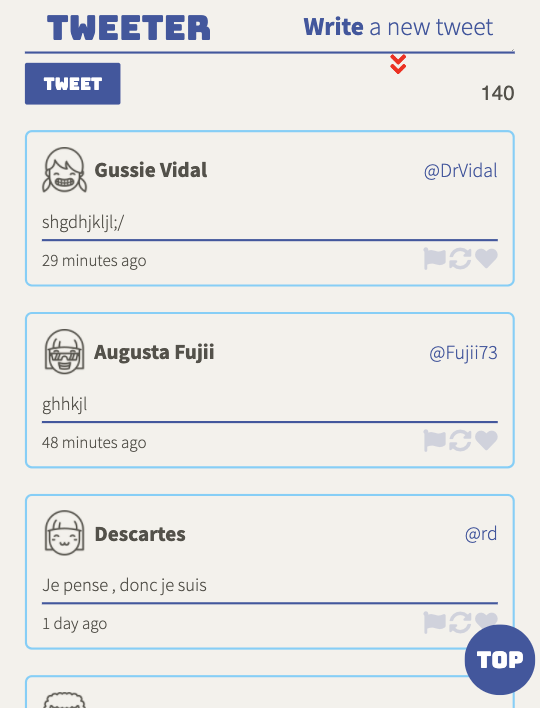 TWEETER
Write a new tweet
TWEET
140
Gussie Vidal @DrVidal
shgdhjkljl;/
29 minutes ago
Augusta Fujii @Fujii73
ghhkjl
48 minutes ago
Descartes @rd
Je pense , donc je suis
1 day ago
TOP